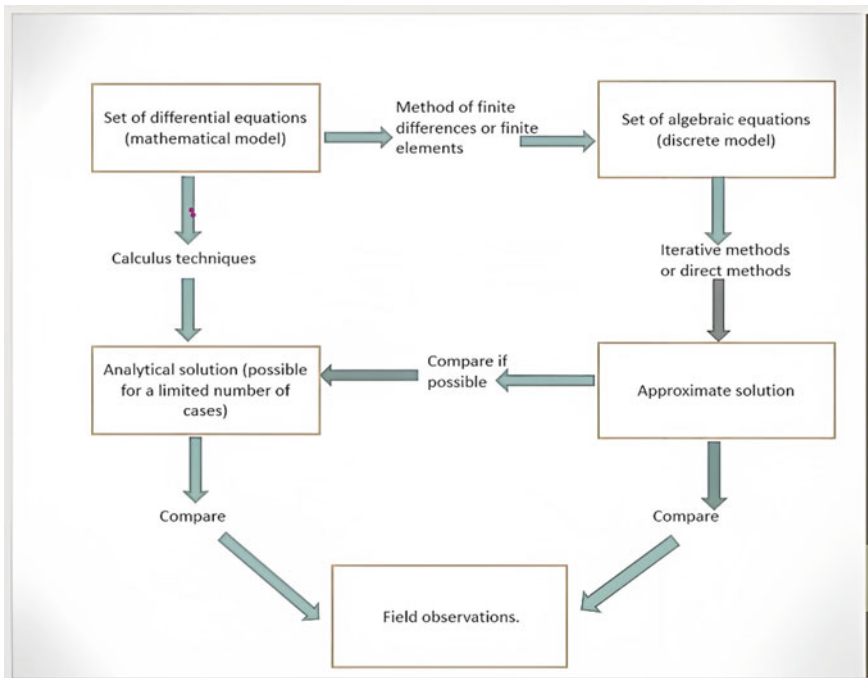 Set of differential equations
(mathematical model)
Method of finite
differences or finite
elements
Set of algebraic equations
(discrete model)
Calculus techniques
Iterative methods
or direct methods
Analytical solution (possible
for a limited number of
cases)
Compare if
possible
Approximate solution
Compare
Compare
Field observations.